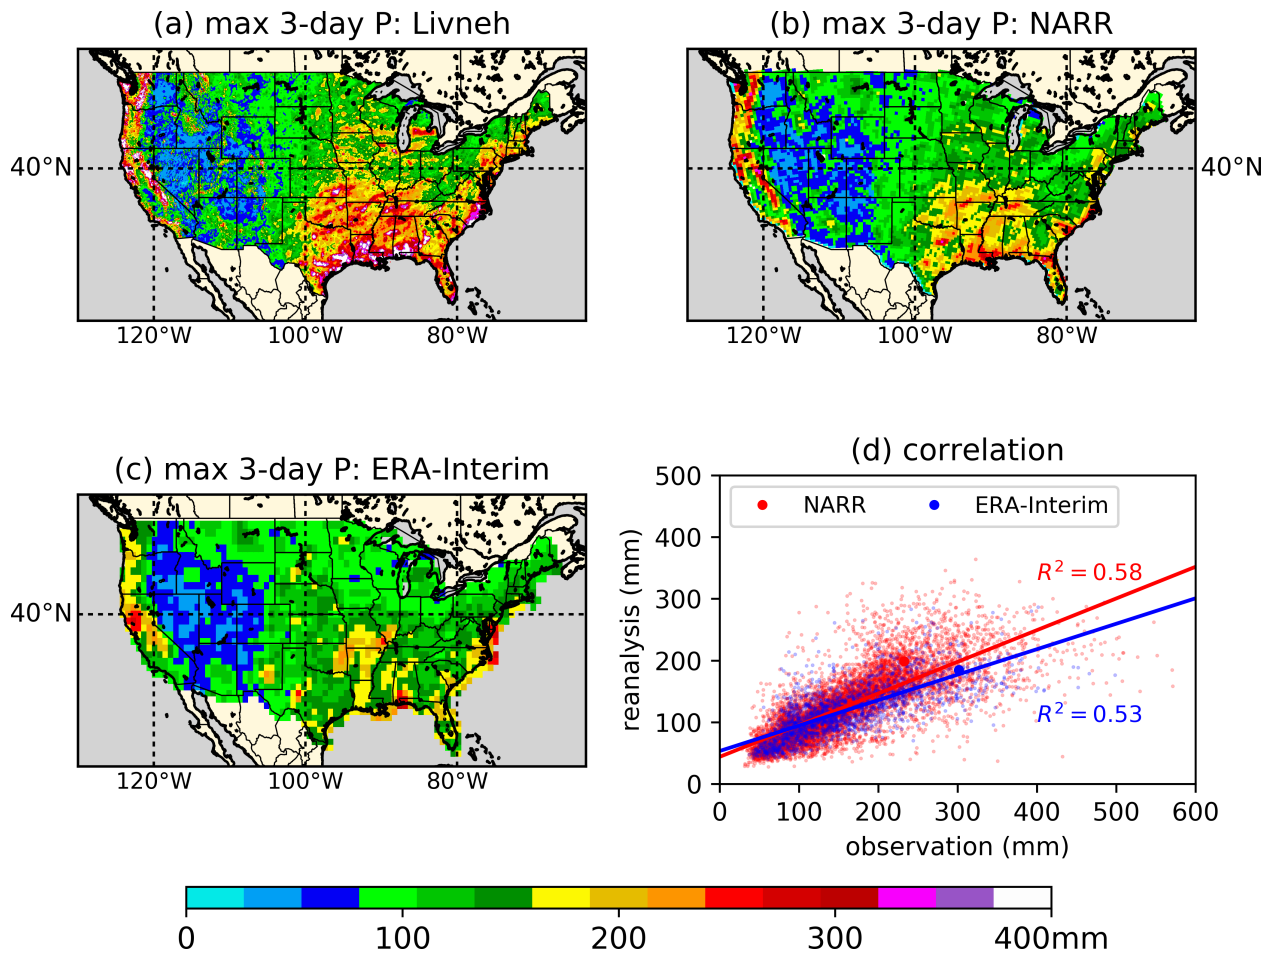 (a) max 3-day P: Livneh
(b) max 3-day P: NARR
40°N
40°N
120°W 100°W 80°W
120°W 100°W 80°W
(c) max 3-day P: ERA-Interim
(d) correlation
40°N
120°W 100°W 80°W
500
400
300
200
100
0
reanalysis (mm)
NARR ERA-Interim
R² = 0.58
R² = 0.53
0 100 200 300 400 500 600
observation (mm)
0 100 200 300 400mm